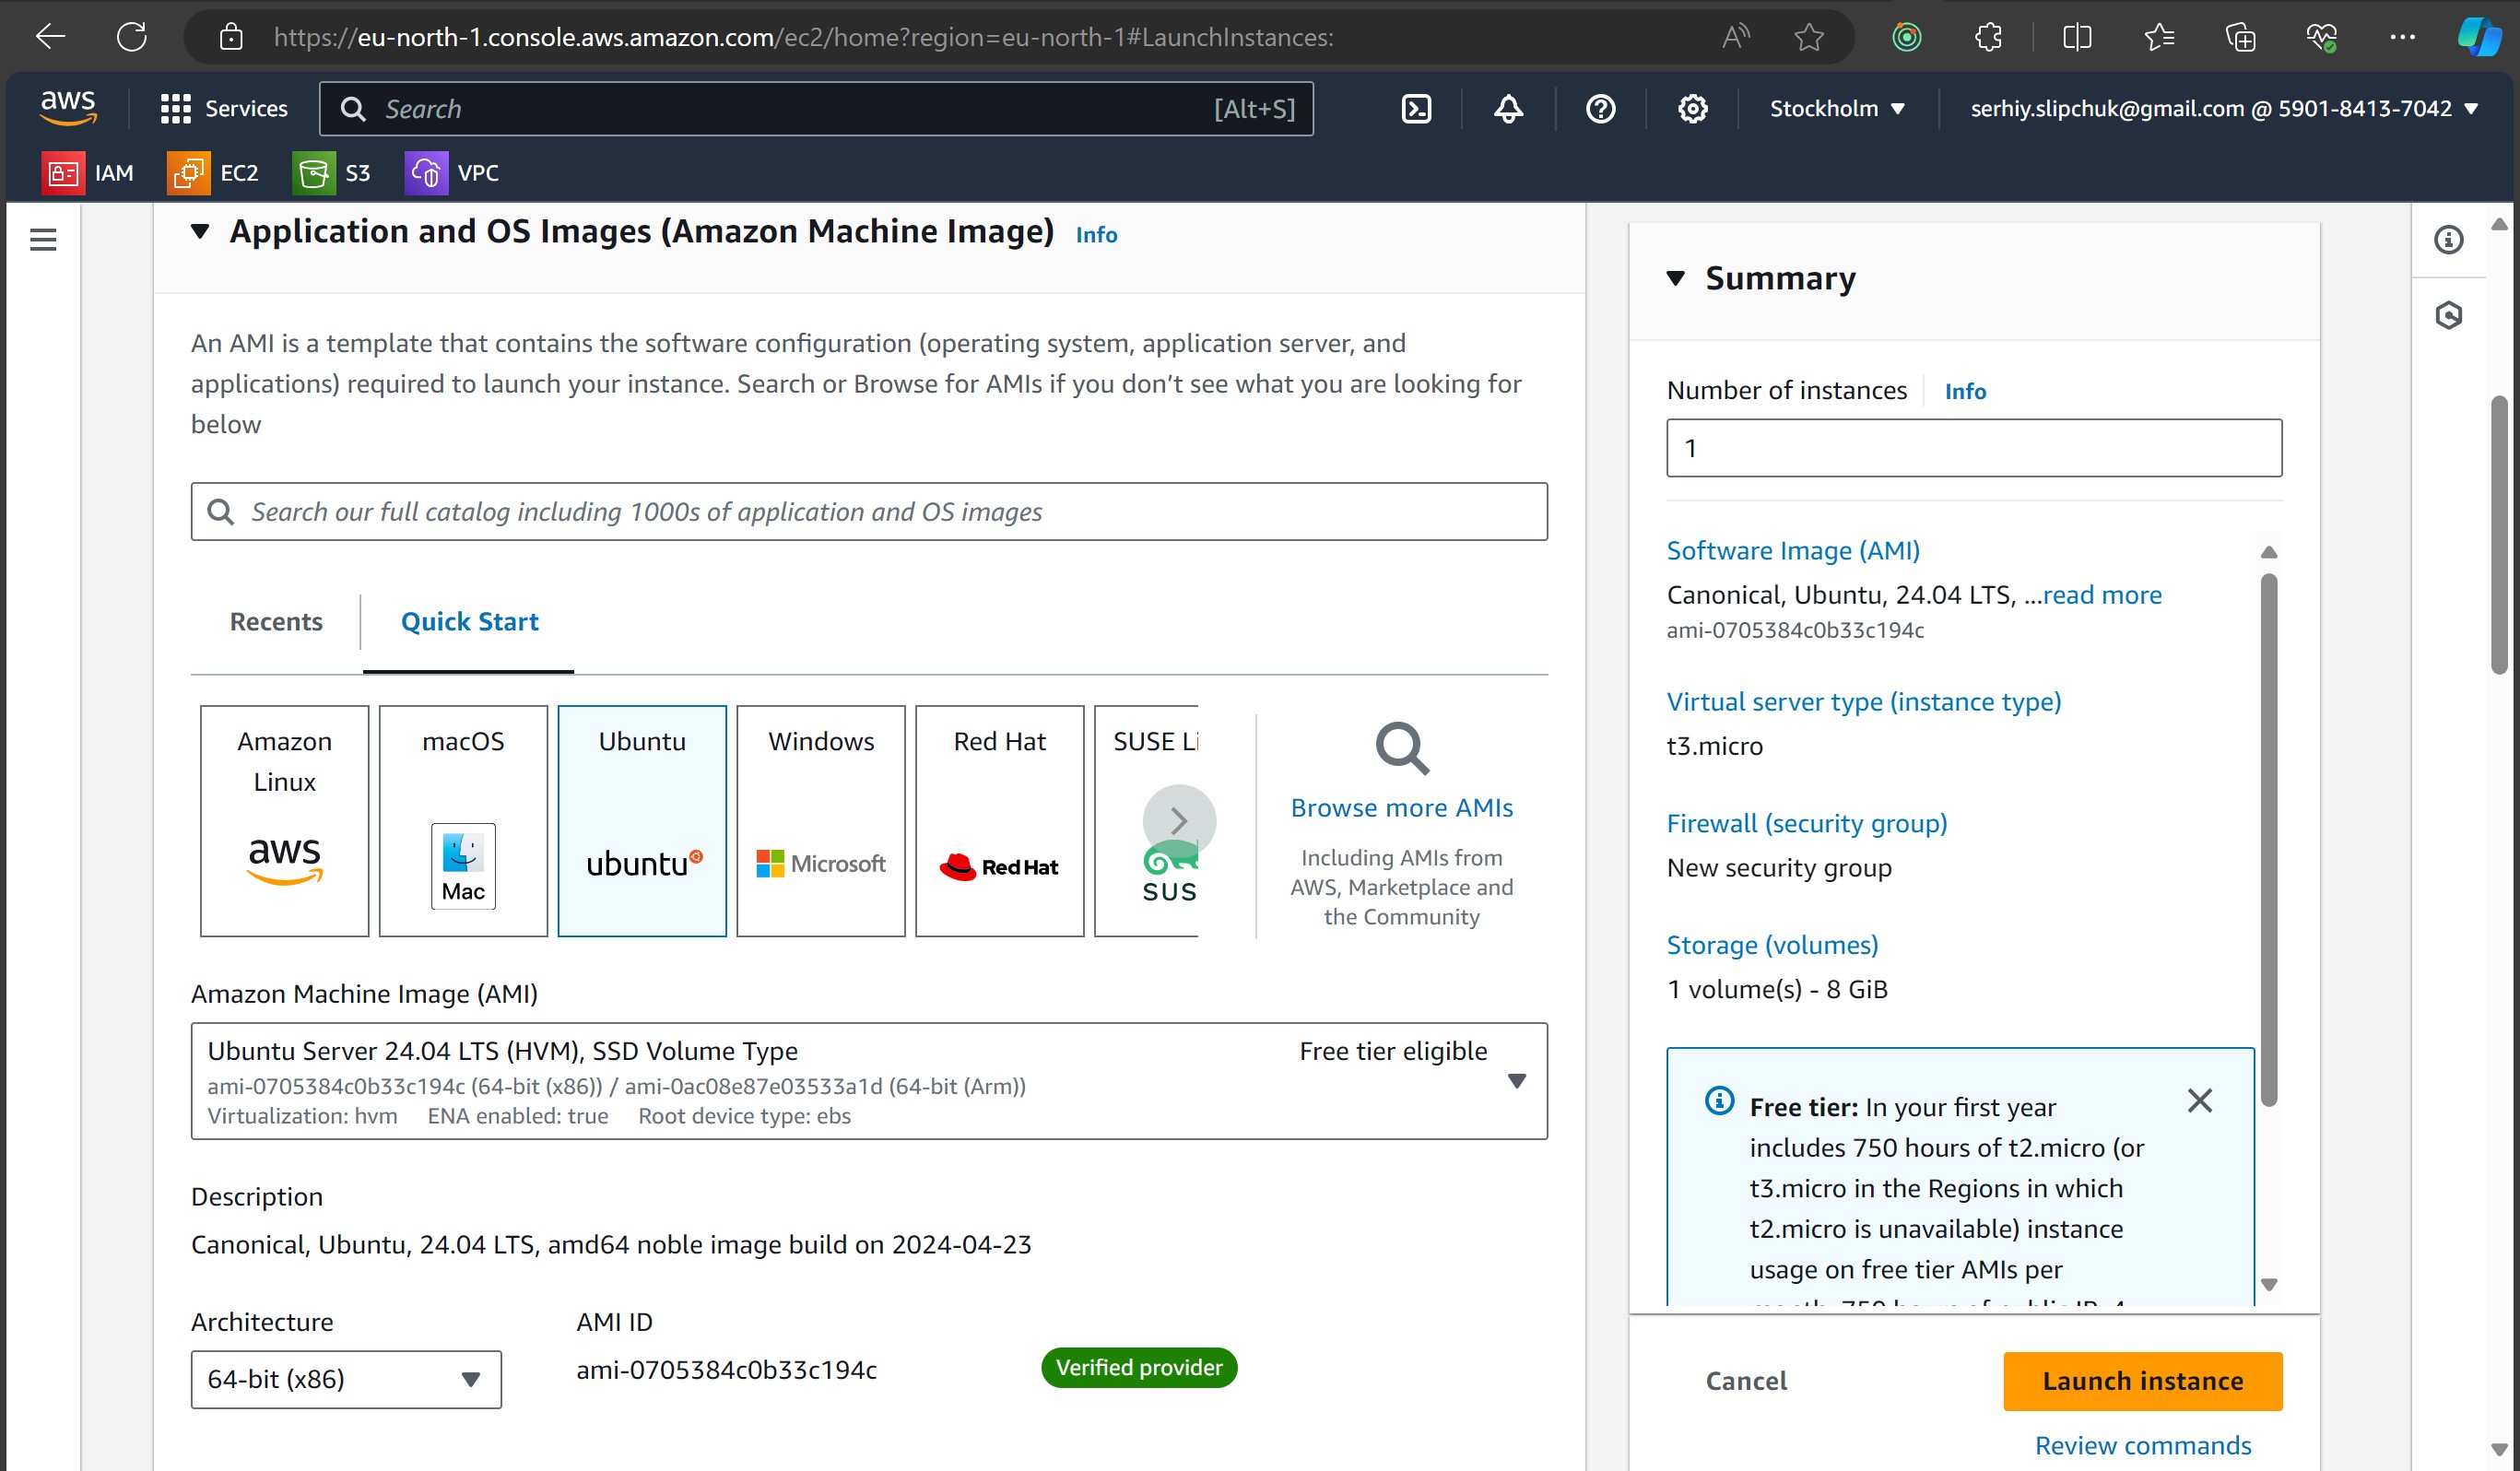 https://eu-north-1.console.aws.amazon.com/ec2/home?region=eu-north-1#LaunchInstances:
aws
Services
Search
[Alt+S]
Stockholm
serhiy.slipchuk@gmail.com @ 5901-8413-7042
IAM
EC2
S3
VPC
Application and OS Images (Amazon Machine Image) Info
An AMI is a template that contains the software configuration (operating system, application server, and
applications) required to launch your instance. Search or Browse for AMIs if you don’t see what you are looking for
below
Search our full catalog including 1000s of application and OS images
Recents
Quick Start
Amazon
Linux
aws
macOS
Mac
Ubuntu
ubuntu
Windows
Microsoft
Red Hat
Red Hat
SUSE Li
SUS
Browse more AMIs
Including AMIs from
AWS, Marketplace and
the Community
Amazon Machine Image (AMI)
Ubuntu Server 24.04 LTS (HVM), SSD Volume Type
Free tier eligible
ami-0705384c0b33c194c (64-bit (x86)) / ami-0ac08e87e03533a1d (64-bit (Arm))
Virtualization: hvm ENA enabled: true Root device type: ebs
Description
Canonical, Ubuntu, 24.04 LTS, amd64 noble image build on 2024-04-23
Architecture
64-bit (x86)
AMI ID
ami-0705384c0b33c194c
Verified provider
Summary
Number of instances Info
1
Software Image (AMI)
Canonical, Ubuntu, 24.04 LTS, ...read more
ami-0705384c0b33c194c
Virtual server type (instance type)
t3.micro
Firewall (security group)
New security group
Storage (volumes)
1 volume(s) - 8 GiB
Free tier: In your first year
includes 750 hours of t2.micro (or
t3.micro in the Regions in which
t2.micro is unavailable) instance
usage on free tier AMIs per
Cancel
Launch instance
Review commands